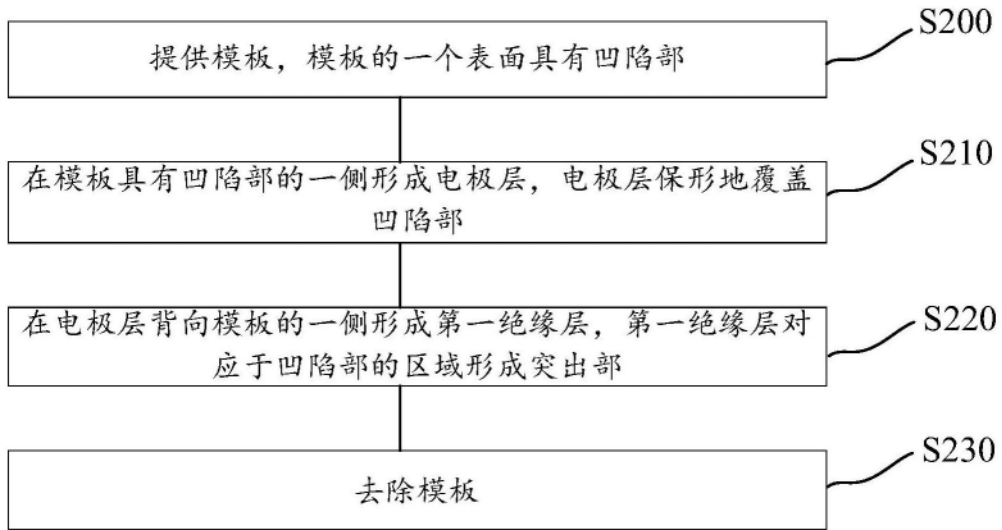 提供模板，模板的一个表面具有凹陷部
S200
在模板具有凹陷部的一侧形成电极层，电极层保形地覆盖
凹陷部
S210
在电极层背向模板的一侧形成第一绝缘层，第一绝缘层对
应于凹陷部的区域形成突出部
S220
去除模板
S230